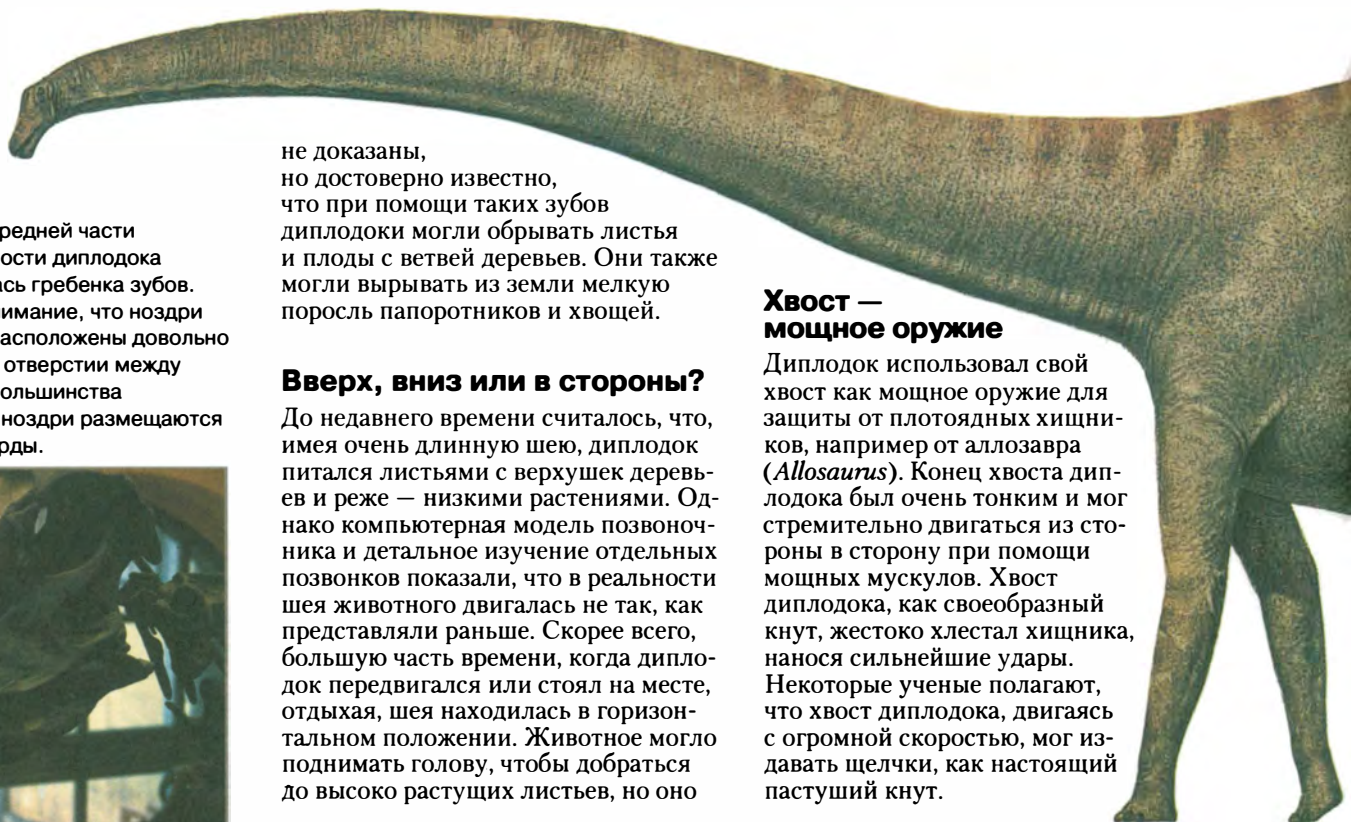 редней части
ости диплодока
ась гребенка зубов.
имание, что ноздри
асположены довольно
отверстии между
ольшинства
ноздри размещаются
рды.
не доказаны,
но достоверно известно,
что при помощи таких зубов
диплодоки могли обрывать листья
и плоды с ветвей деревьев. Они также
могли вырывать из земли мелкую
поросль папоротников и хвощей.
Вверх, вниз или в стороны?
До недавнего времени считалось, что,
имея очень длинную шею, диплодок
питался листьями с верхушек деревь-
ев и реже — низкими растениями. Од-
нако компьютерная модель позвоноч-
ника и детальное изучение отдельных
позвонков показали, что в реальности
шея животного двигалась не так, как
представляли раньше. Скорее всего,
большую часть времени, когда дипло-
док передвигался или стоял на месте,
отдыхая, шея находилась в горизон-
тальном положении. Животное могло
поднимать голову, чтобы добраться
до высоко растущих листьев, но оно
Хвост —
мощное оружие
Диплодок использовал свой
хвост как мощное оружие для
защиты от плотоядных хищни-
ков, например от аллозавра
(Allosaurus). Конец хвоста дип-
лодока был очень тонким и мог
стремительно двигаться из сто-
роны в сторону при помощи
мощных мускулов. Хвост
диплодока, как своеобразный
кнут, жестоко хлестал хищника,
нанося сильнейшие удары.
Некоторые ученые полагают,
что хвост диплодока, двигаясь
с огромной скоростью, мог из-
давать щелчки, как настоящий
пастуший кнут.